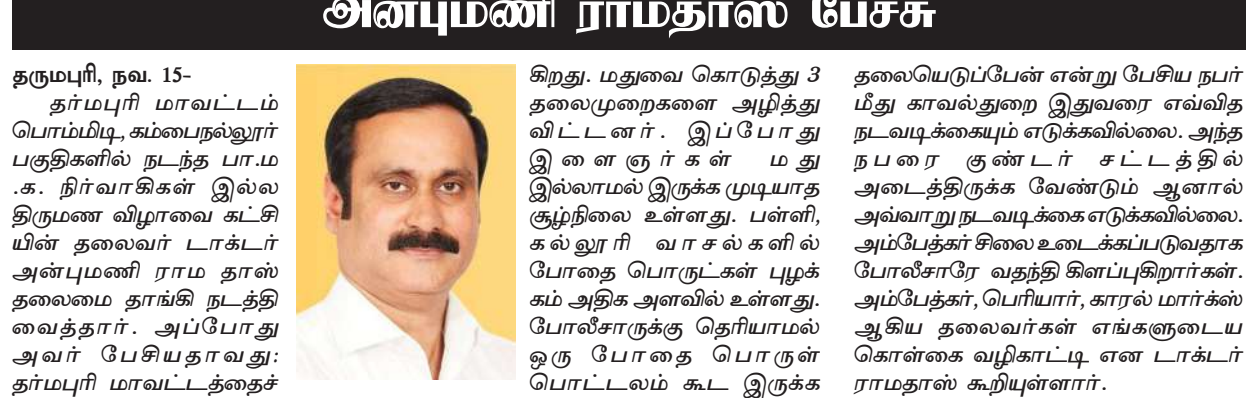 அன்புமணி ராமதாஸ் பேச்சு
தருமபுரி, நவ. 15-
தர்மபுரி மாவட்டம்
பொம்மிடி, கம்பைநல்லூர்
பகுதிகளில் நடந்த பா.ம
.க. நிர்வாகிகள் இல்ல
திருமண விழாவை கட்சி
யின் தலைவர் டாக்டர்
அன்புமணி ராம தாஸ்
தலைமை தாங்கி நடத்தி
வைத்தார். அப்போது
அவர் பேசியதாவது:
தர்மபுரி மாவட்டத்தைச்
கிறது. மதுவை கொடுத்து 3
தலைமுறைகளை அழித்து
விட்டனர். இப்போது
இளைஞர்கள் மது
இல்லாமல் இருக்க முடியாத
சூழ்நிலை உள்ளது. பள்ளி,
கல்லூரி வாசல்களில்
போதை பொருட்கள் புழக்
கம் அதிக அளவில் உள்ளது.
போலீசாருக்கு தெரியாமல்
ஒரு போதை பொருள்
பொட்டலம் கூட இருக்க
தலையெடுப்பேன் என்று பேசிய நபர்
மீது காவல்துறை இதுவரை எவ்வித
நடவடிக்கையும் எடுக்கவில்லை. அந்த
நபரை குண்டர் சட்டத்தில்
அடைத்திருக்க வேண்டும் ஆனால்
அவ்வாறு நடவடிக்கை எடுக்கவில்லை.
அம்பேத்கர் சிலை உடைக்கப்படுவதாக
போலீசாரே வதந்தி கிளப்புகிறார்கள்.
அம்பேத்கர், பெரியார், காரல் மார்க்ஸ்
ஆகிய தலைவர்கள் எங்களுடைய
கொள்கை வழிகாட்டி என டாக்டர்
ராமதாஸ் கூறியுள்ளார்.